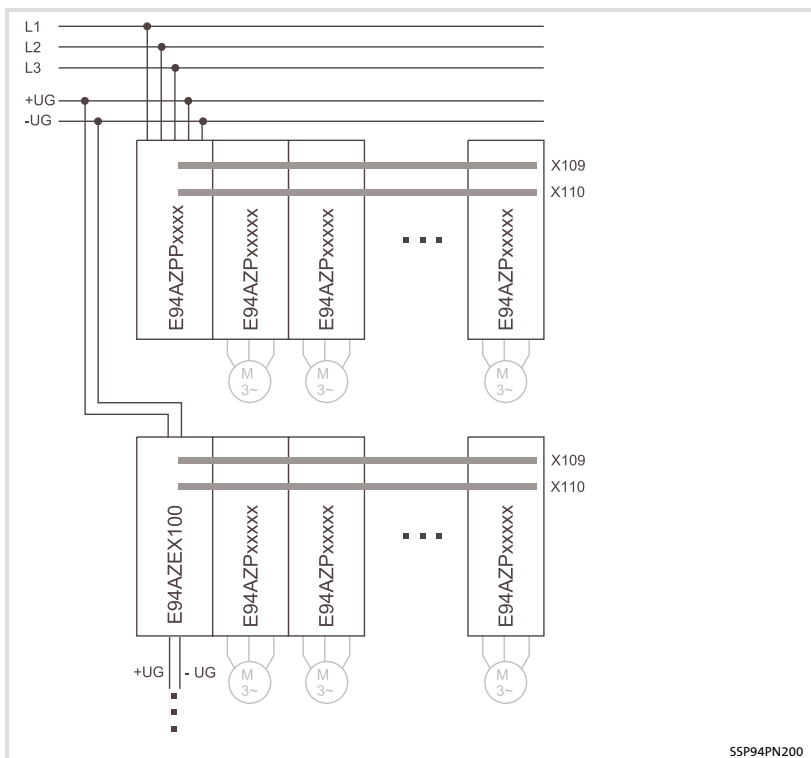 L1
L2
L3
+UG
-UG
X109
X110
E94AZPPxxxx
E94AZPxxxxx
E94AZPxxxxx
E94AZPxxxxx
M
3~
M
3~
M
3~
X109
X110
E94AZEX100
E94AZPxxxxx
E94AZPxxxxx
E94AZPxxxxx
+UG
- UG
M
3~
M
3~
M
3~
SSP94PN200